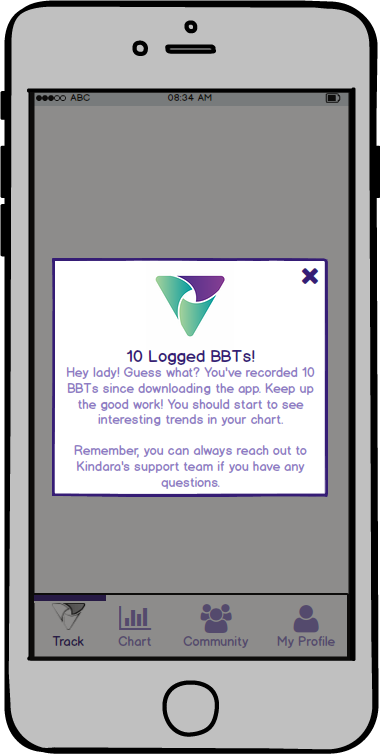 ABC 08:34 AM
10 Logged BBTs!
Hey lady! Guess what? You've recorded 10
BBTs since downloading the app. Keep up
the good work! You should start to see
interesting trends in your chart.
Remember, you can always reach out to
Kindara's support team if you have any
questions.
Track Chart Community My Profile